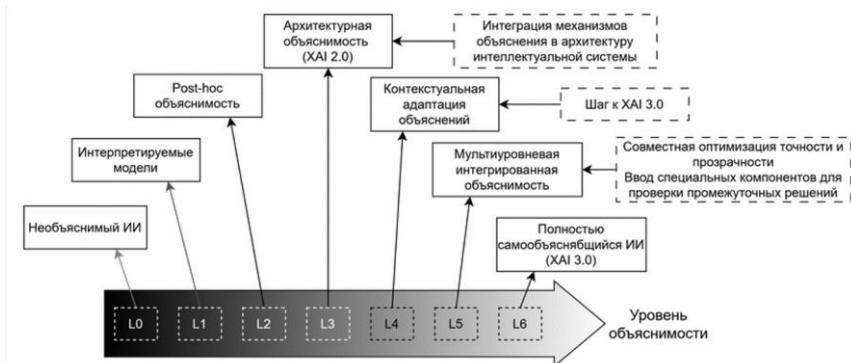 Архитектурная
объяснимость
(XAI 2.0)
Интеграция механизмов
объяснения в архитектуру
интеллектуальной системы
Post-hoc
объяснимость
Контекстуальная
адаптация
объяснений
Шаг к XAI 3.0
Интерпретируемые
модели
Мультиуровневая
интегрированная
объяснимость
Совместная оптимизация точности и
прозрачности
Ввод специальных компонентов для
проверки промежуточных решений
Необъяснимый ИИ
Полностью
самообъяснябщийся ИИ
(XAI 3.0)
L0
L1
L2
L3
L4
L5
L6
Уровень
объяснимости